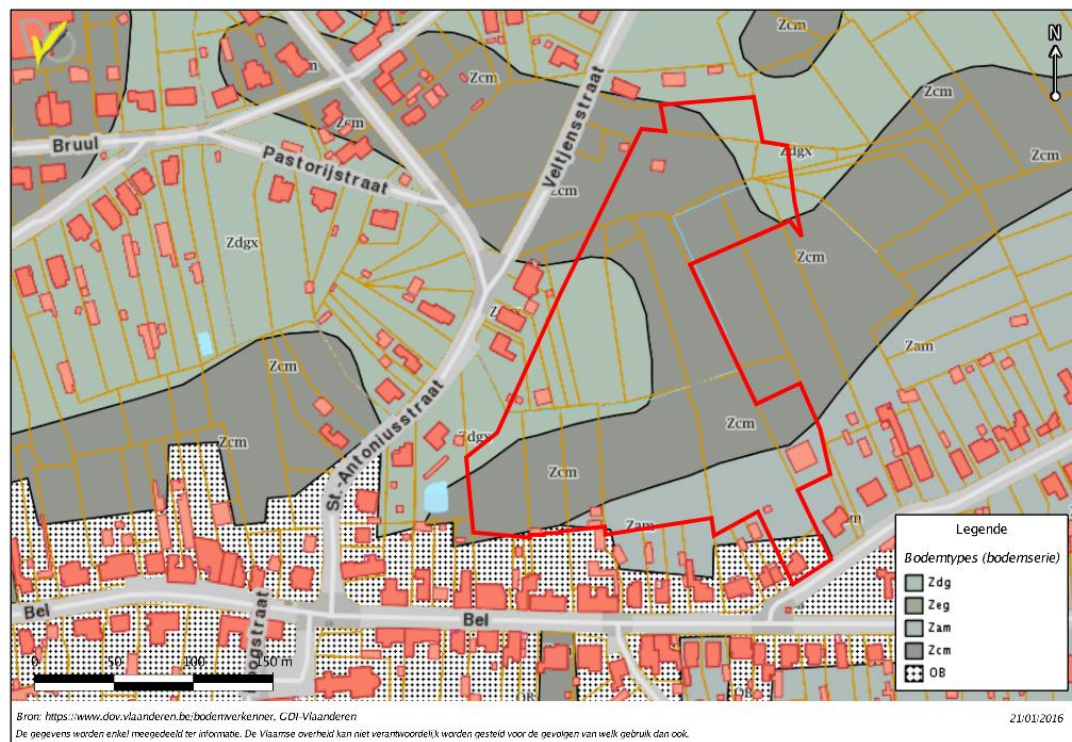 N
Zcm
Zcm
Zcm
Bruul
Zcm
Veltjensstraat
Zdgx
Zcm
Pastorijstraat
Zcm
Zdgx
Zcm
Zam
Zcm
Zcm
Zdgx
Zcm
Zcm
St.-Antoniusstraat
Zam
Legende
Bodemtypes (bodemserie)
Zdg
Zeg
Zam
Zcm
OB
Bel
Bel
0 50 100 150 m
OB
OB
Bron: https://www.dov.vlaanderen.be/bodemverkenner, GDI-Vlaanderen
21/01/2016
De gegevens worden enkel meegedeeld ter informatie. De Vlaamse overheid kan niet verantwoordelijk worden gesteld voor de gevolgen van welk gebruik dan ook.